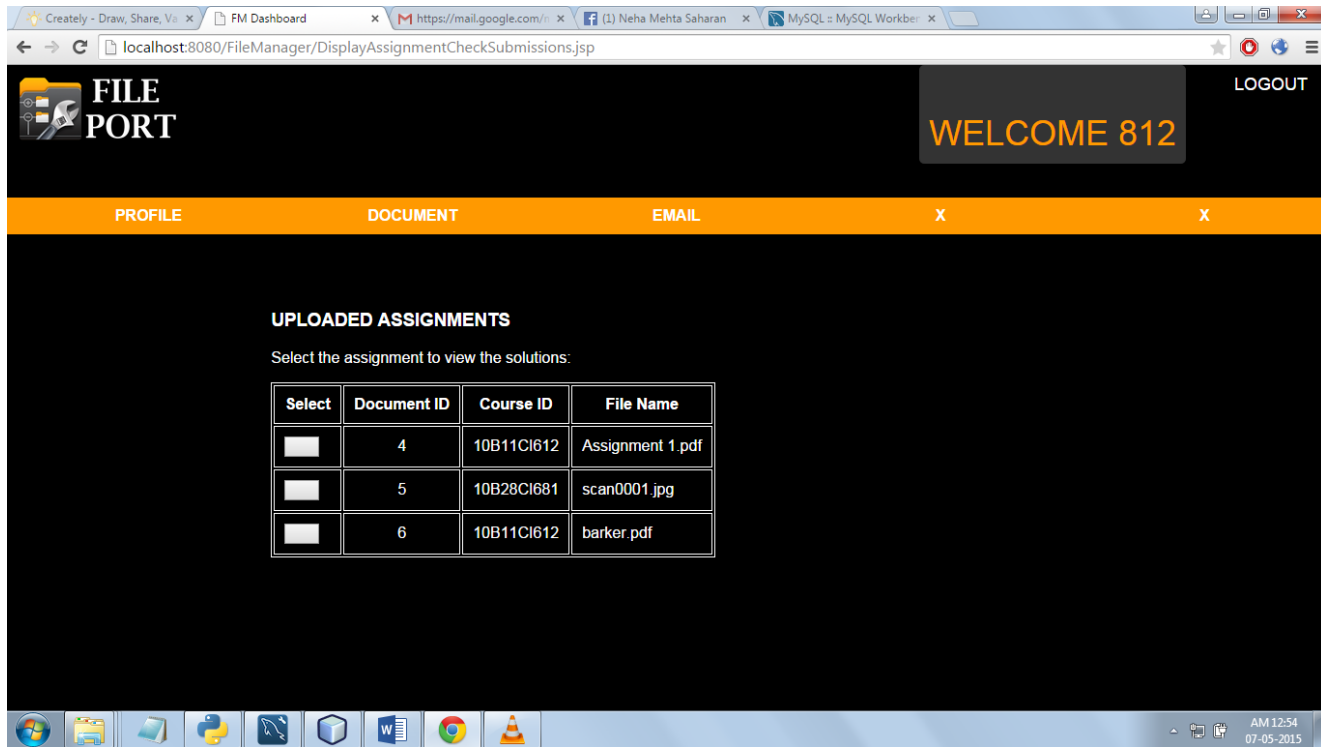 Creately - Draw, Share, Va
FM Dashboard
https://mail.google.com/n
(1) Neha Mehta Saharan
MySQL :: MySQL Workber
localhost:8080/FileManager/DisplayAssignmentCheckSubmissions.jsp
FILE
PORT
WELCOME 812
LOGOUT
PROFILE DOCUMENT EMAIL X X
UPLOADED ASSIGNMENTS
Select the assignment to view the solutions:
Select Document ID Course ID File Name
4 10B11CI612 Assignment 1.pdf
5 10B28CI681 scan0001.jpg
6 10B11CI612 barker.pdf
AM 12:54
07-05-2015